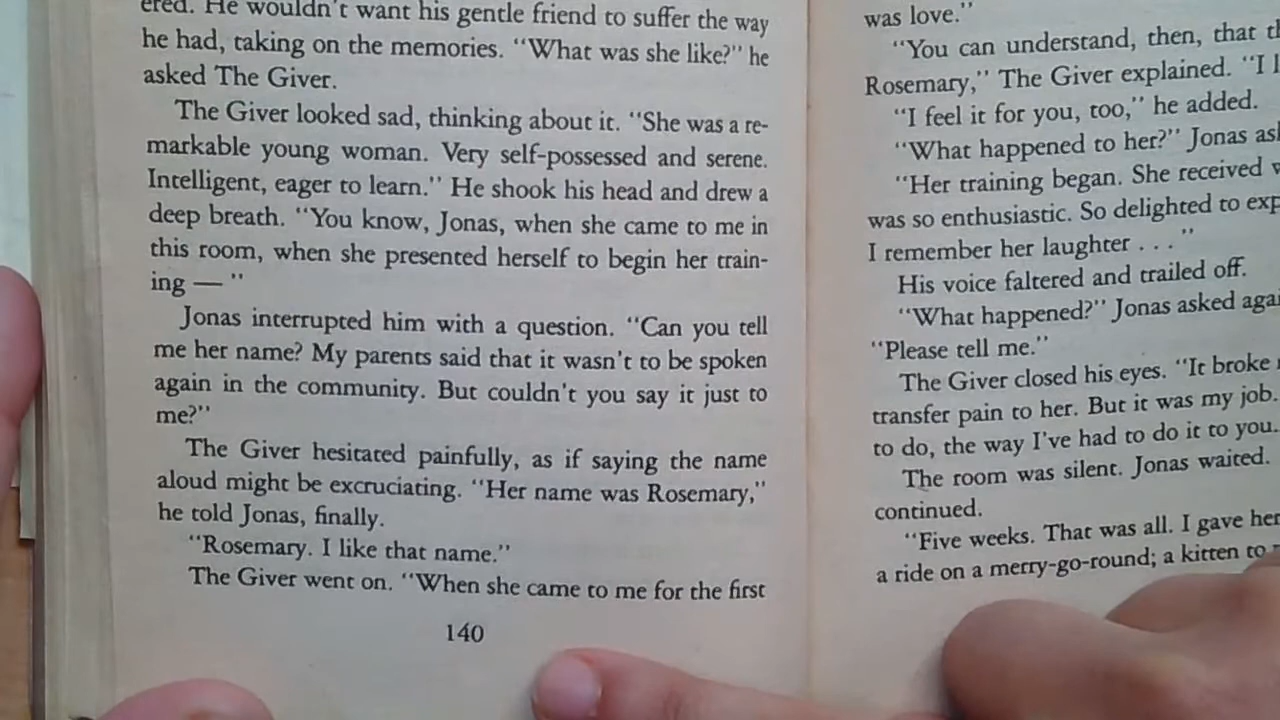 ered. He wouldn't want his gentle friend to suffer the way
he had, taking on the memories. "What was she like?" he
asked The Giver.
The Giver looked sad, thinking about it. "She was a re-
markable young woman. Very self-possessed and serene.
Intelligent, eager to learn." He shook his head and drew a
deep breath. "You know, Jonas, when she came to me in
this room, when she presented herself to begin her train-
ing — "
Jonas interrupted him with a question. "Can you tell
me her name? My parents said that it wasn't to be spoken
again in the community. But couldn't you say it just to
me?"
The Giver hesitated painfully, as if saying the name
aloud might be excruciating. "Her name was Rosemary,"
he told Jonas, finally.
"Rosemary. I like that name."
The Giver went on. "When she came to me for the first
140
was love."
"You can understand, then, that
Rosemary," The Giver explained. "I
"I feel it for you, too," he added.
"What happened to her?" Jonas
"Her training began. She received
was so enthusiastic. So delighted to
I remember her laughter . . . "
His voice faltered and trailed off.
"What happened?" Jonas asked
"Please tell me."
The Giver closed his eyes. "It broke
transfer pain to her. But it was my job.
to do, the way I've had to do it to you.
The room was silent. Jonas waited.
continued.
"Five weeks. That was all. I gave her
a ride on a merry-go-round; a kitten to